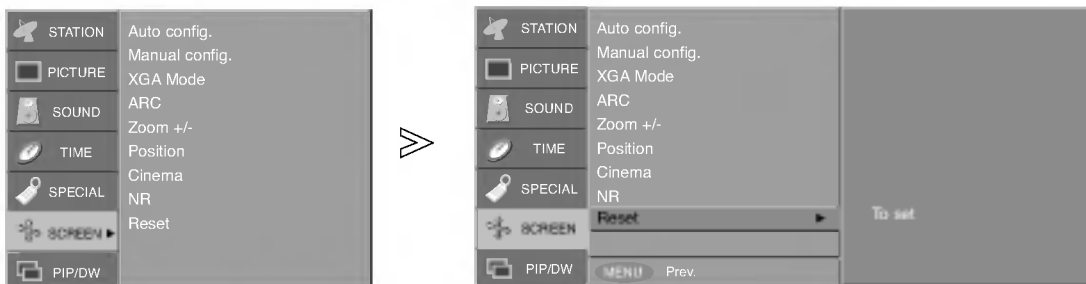 STATION
PICTURE
SOUND
TIME
SPECIAL
SCREEN
PIP/DW
Auto config.
Manual config.
XGA Mode
ARC
Zoom +/-
Position
Cinema
NR
Reset
STATION
PICTURE
SOUND
TIME
SPECIAL
SCREEN
PIP/DW
Auto config.
Manual config.
XGA Mode
ARC
Zoom +/-
Position
Cinema
NR
Reset
MENU Prev.
To set